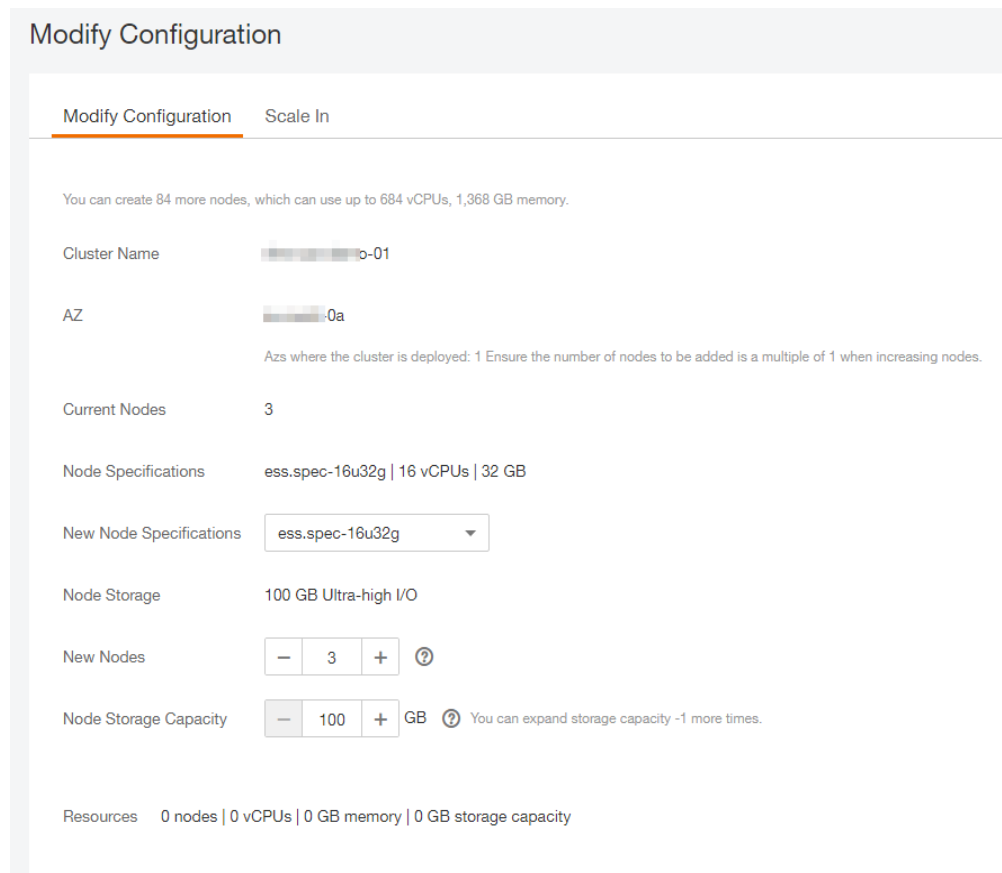 Modify Configuration
Modify Configuration Scale In
You can create 84 more nodes, which can use up to 684 vCPUs, 1,368 GB memory.
Cluster Name o-01
AZ -0a
Azs where the cluster is deployed: 1 Ensure the number of nodes to be added is a multiple of 1 when increasing nodes.
Current Nodes 3
Node Specifications ess.spec-16u32g | 16 vCPUs | 32 GB
New Node Specifications ess.spec-16u32g
Node Storage 100 GB Ultra-high I/O
New Nodes − 3 + ?
Node Storage Capacity − 100 + GB ? You can expand storage capacity -1 more times.
Resources 0 nodes | 0 vCPUs | 0 GB memory | 0 GB storage capacity